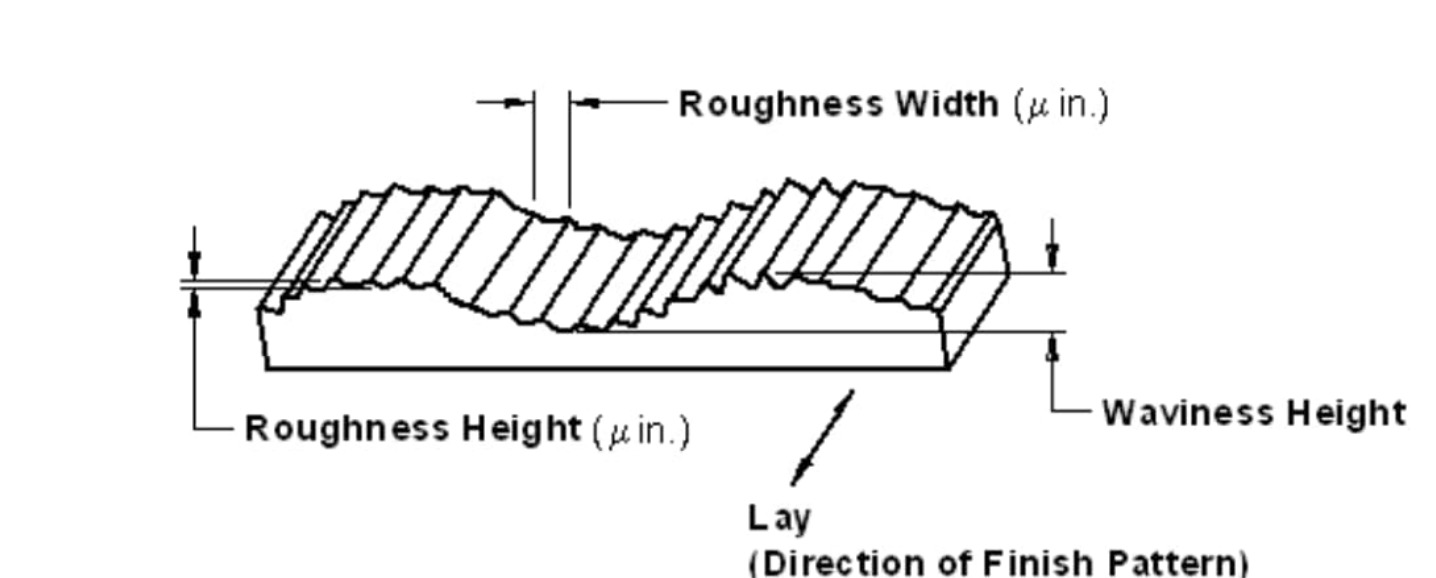 Roughness Width (μ in.)
Roughness Height (μ in.)
Waviness Height
Lay
(Direction of Finish Pattern)